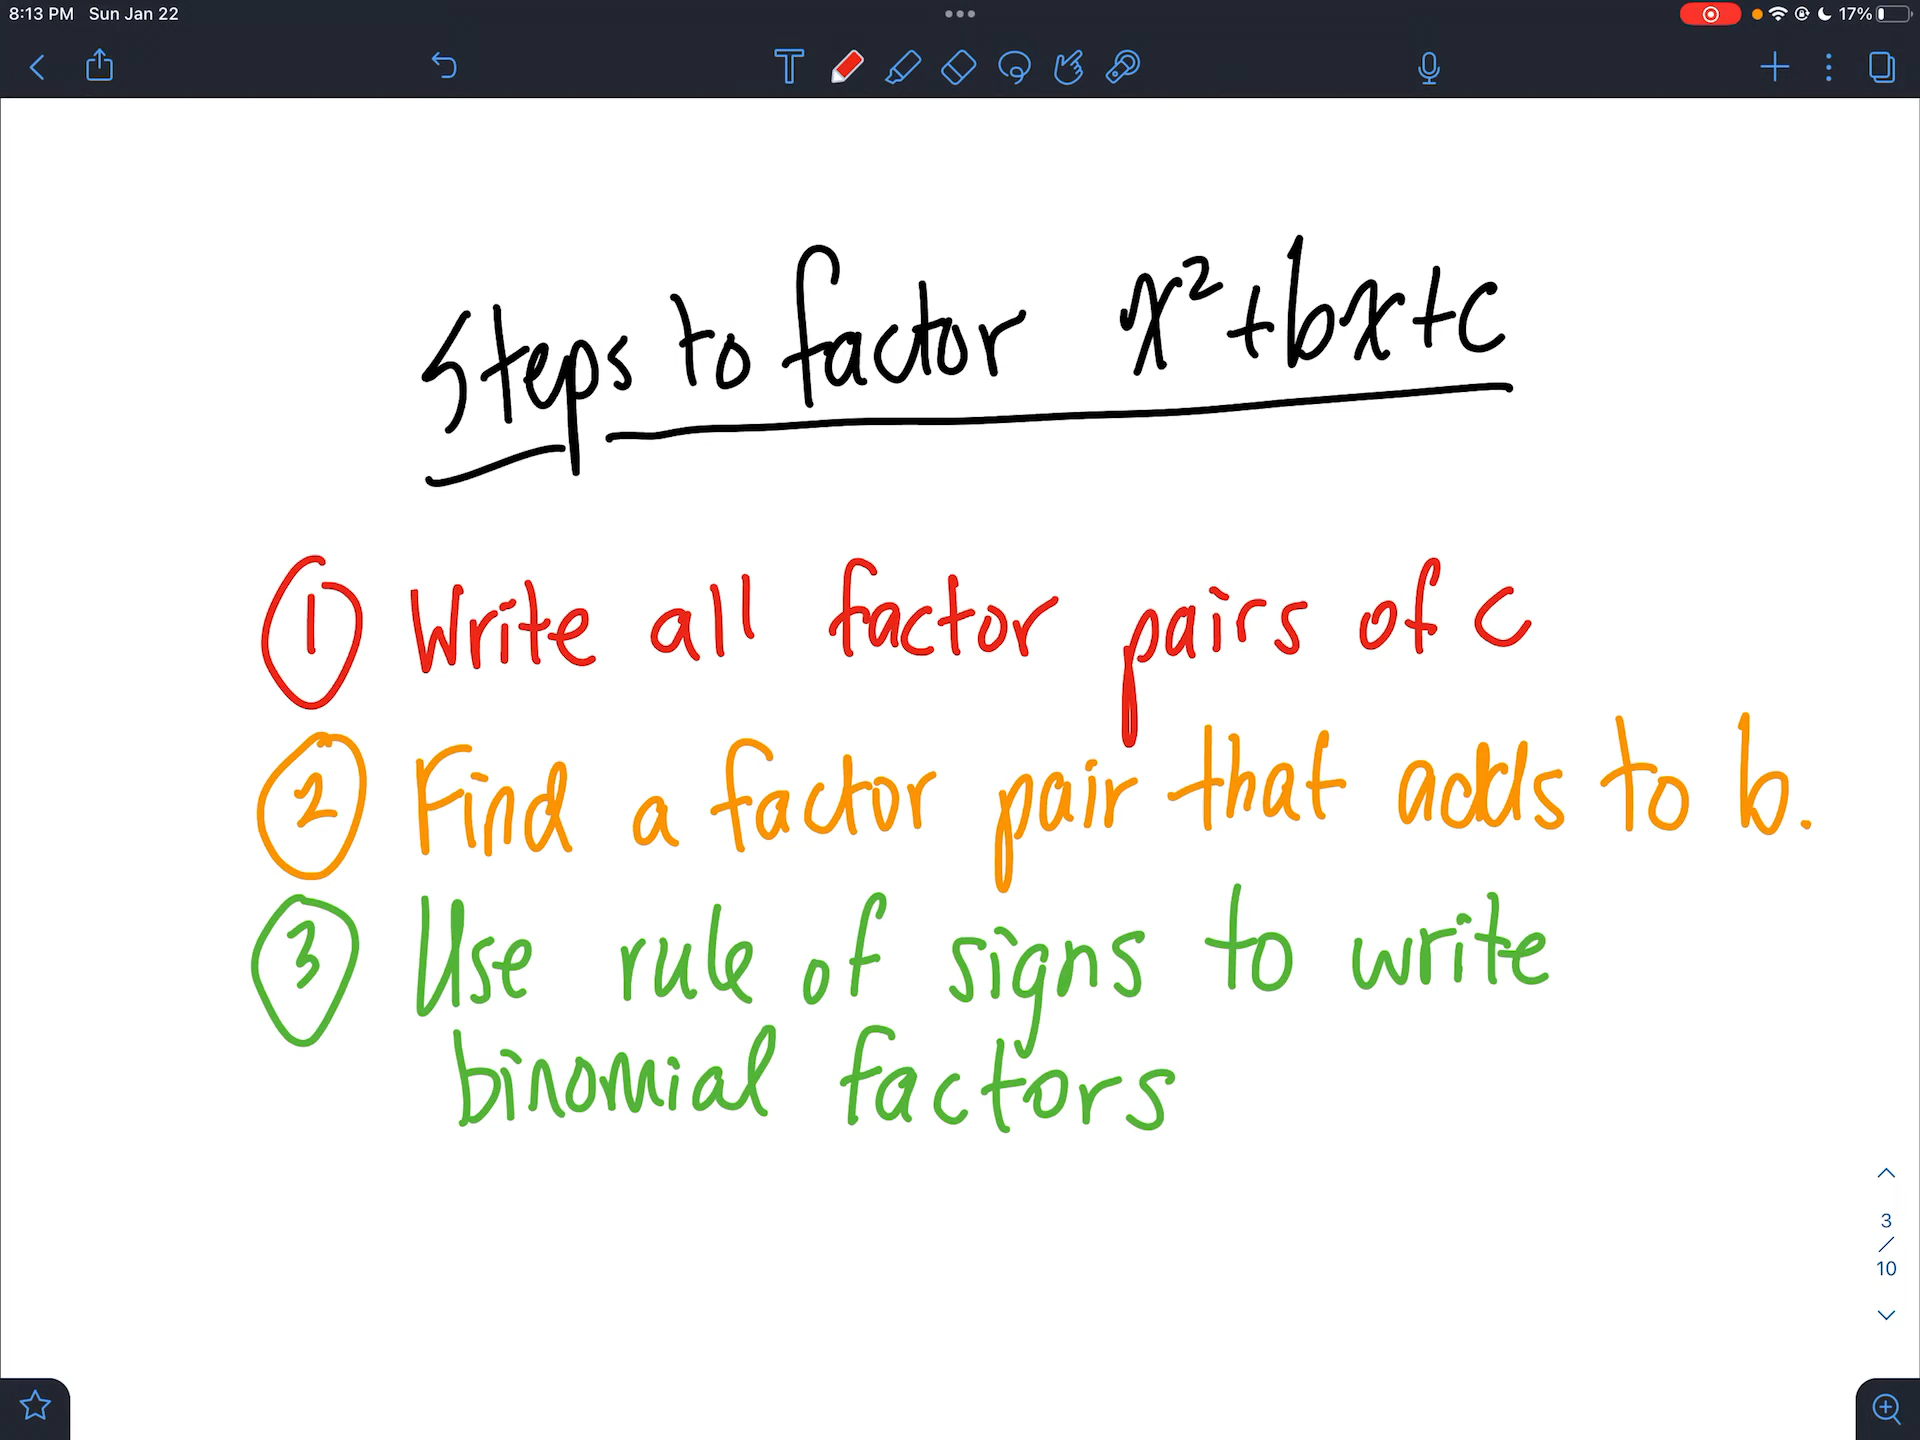 8:13 PM Sun Jan 22
17%
T
Steps to factor x²+bx+c
① Write all factor pairs of c
② Find a factor pair that adds to b.
③ Use rule of signs to write
binomial factors
3
/
10